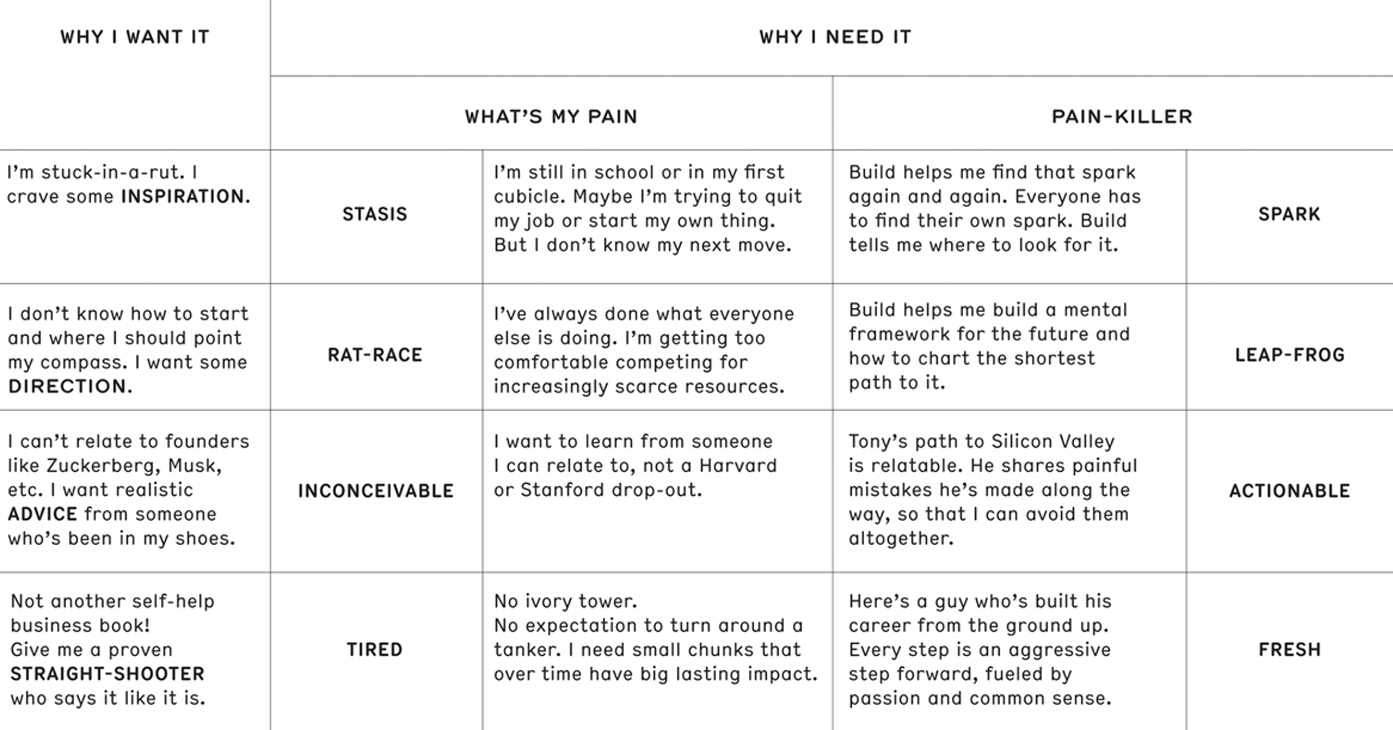 WHY I WANT IT
WHY I NEED IT
WHAT'S MY PAIN
PAIN-KILLER
I'm stuck-in-a-rut. I
crave some INSPIRATION.
STASIS
I'm still in school or in my first
cubicle. Maybe I'm trying to quit
my job or start my own thing.
But I don't know my next move.
Build helps me find that spark
again and again. Everyone has
to find their own spark. Build
tells me where to look for it.
SPARK
I don't know how to start
and where I should point
my compass. I want some
DIRECTION.
RAT-RACE
I've always done what everyone
else is doing. I'm getting too
comfortable competing for
increasingly scarce resources.
Build helps me build a mental
framework for the future and
how to chart the shortest
path to it.
LEAP-FROG
I can't relate to founders
like Zuckerberg, Musk,
etc. I want realistic
ADVICE from someone
who's been in my shoes.
INCONCEIVABLE
I want to learn from someone
I can relate to, not a Harvard
or Stanford drop-out.
Tony's path to Silicon Valley
is relatable. He shares painful
mistakes he's made along the
way, so that I can avoid them
altogether.
ACTIONABLE
Not another self-help
business book!
Give me a proven
STRAIGHT-SHOOTER
who says it like it is.
TIRED
No ivory tower.
No expectation to turn around a
tanker. I need small chunks that
over time have big lasting impact.
Here's a guy who's built his
career from the ground up.
Every step is an aggressive
step forward, fueled by
passion and common sense.
FRESH